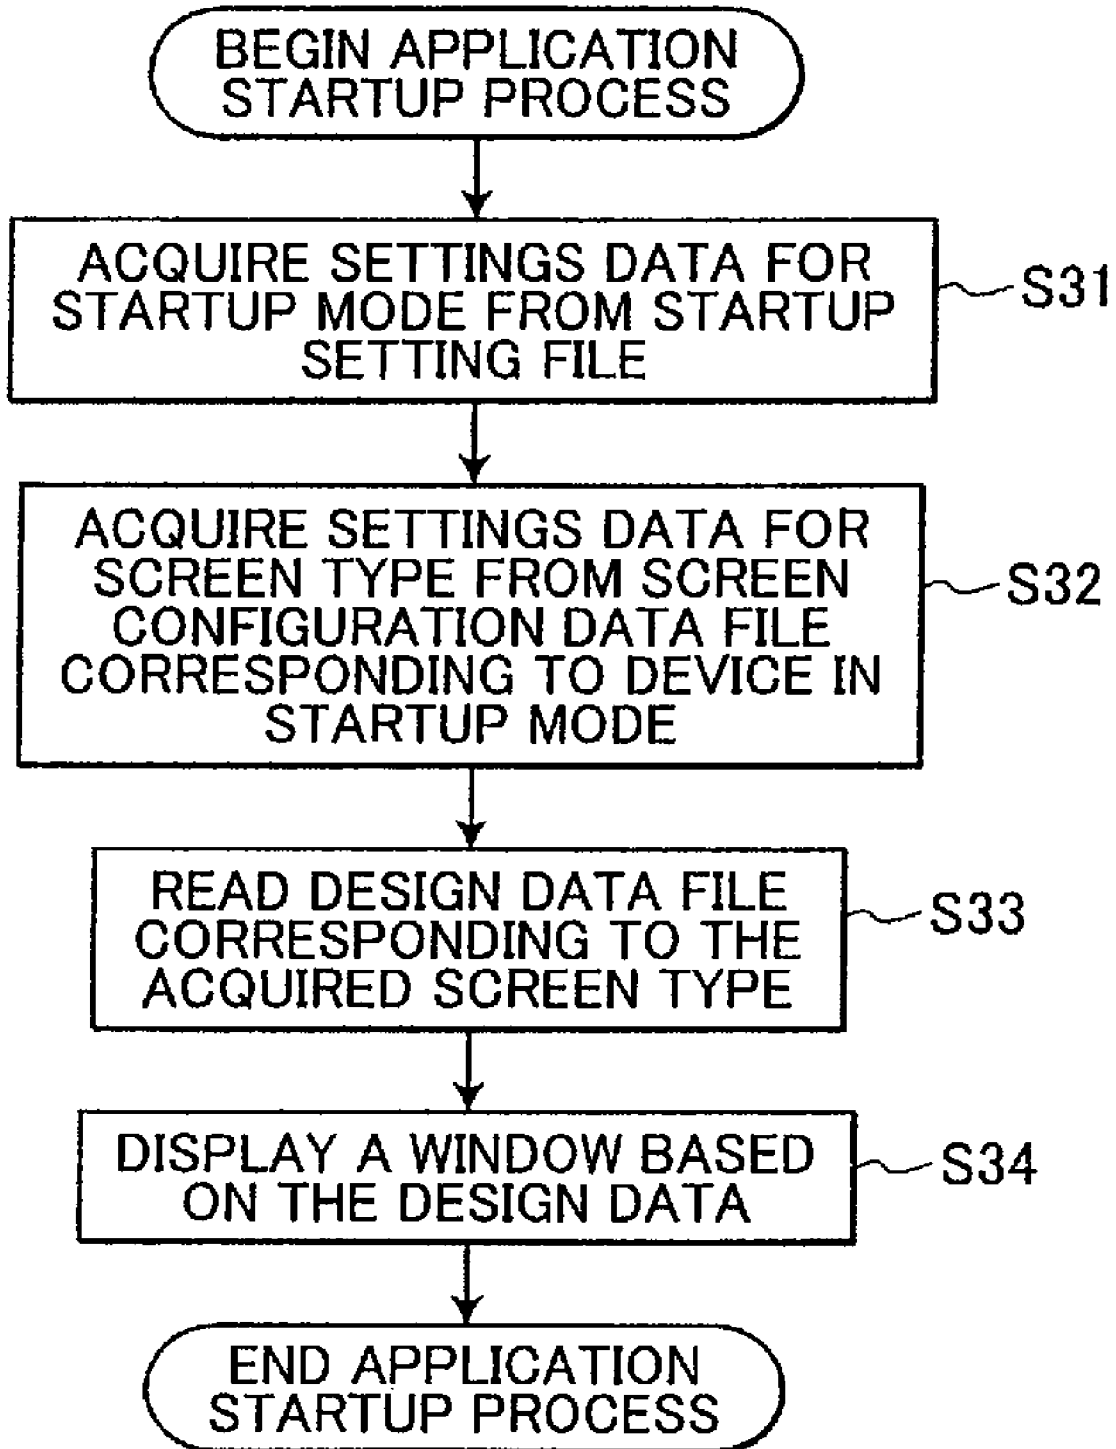 BEGIN APPLICATION
STARTUP PROCESS
ACQUIRE SETTINGS DATA FOR
STARTUP MODE FROM STARTUP
SETTING FILE
S31
ACQUIRE SETTINGS DATA FOR
SCREEN TYPE FROM SCREEN
CONFIGURATION DATA FILE
CORRESPONDING TO DEVICE IN
STARTUP MODE
S32
READ DESIGN DATA FILE
CORRESPONDING TO THE
ACQUIRED SCREEN TYPE
S33
DISPLAY A WINDOW BASED
ON THE DESIGN DATA
S34
END APPLICATION
STARTUP PROCESS